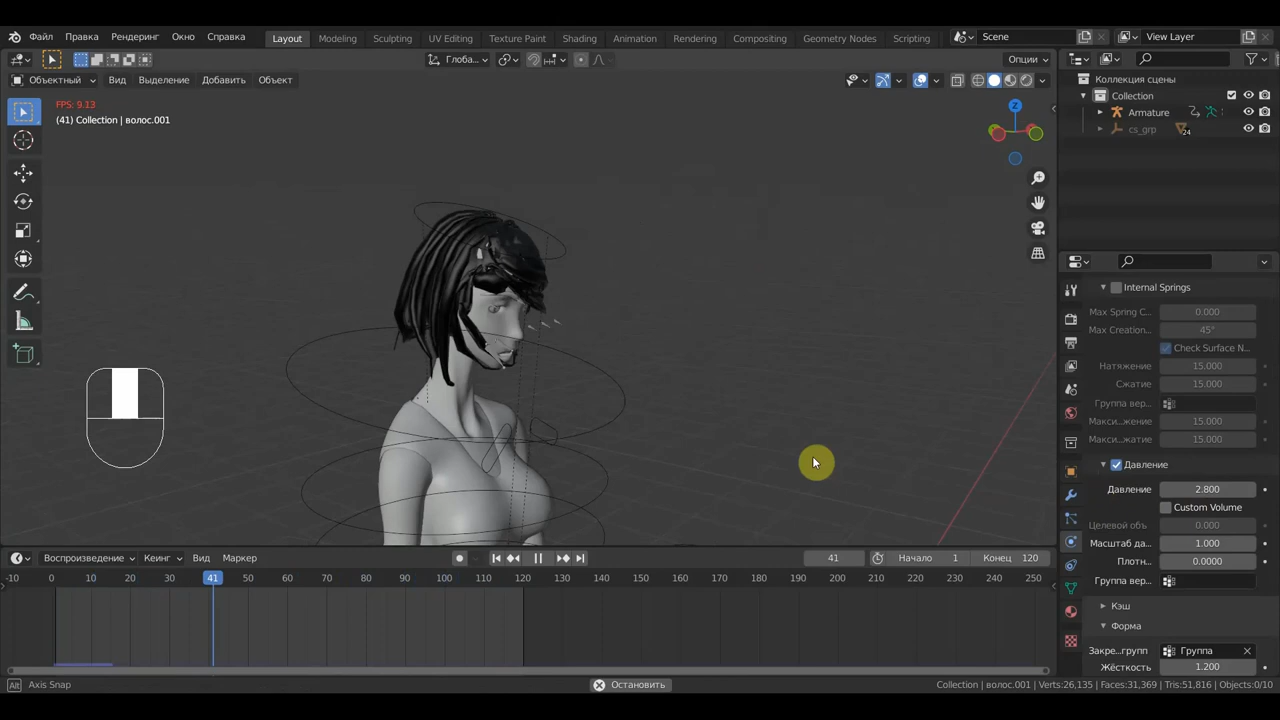 Файл Правка Рендеринг Окно Справка Layout Modeling Sculpting UV Editing Texture Paint Shading Animation Rendering Compositing Geometry Nodes Scripting Scene View Layer
Глоба... Опции
Объектный Вид Выделение Добавить Объект
FPS: 9.13
(41) Collection | волос.001
Z
Коллекция сцены
Collection
Armature
cs_grp 24
Internal Springs
Max Spring C... 0.000
Max Creation... 45°
Check Surface N...
Натяжение 15.000
Сжатие 15.000
Группа вер...
Макси...жение 15.000
Макси...жатие 15.000
Давление
Давление 2.800
Custom Volume
Целевой объ 0.000
Масштаб да... 1.000
Плотн... 0.0000
Группа вер...
Кэш
Форма
Закре...групп Группа
Жёсткость 1.200
Воспроизведение Кеинг Вид Маркер 41 Начало 1 Конец 120
-10 0 10 20 30 41 50 60 70 80 90 100 110 120 130 140 150 160 170 180 190 200 210 220 230 240 250
Alt Axis Snap Остановить Collection | волос.001 | Verts:26,135 | Faces:31,369 | Tris:51,816 | Objects:0/10